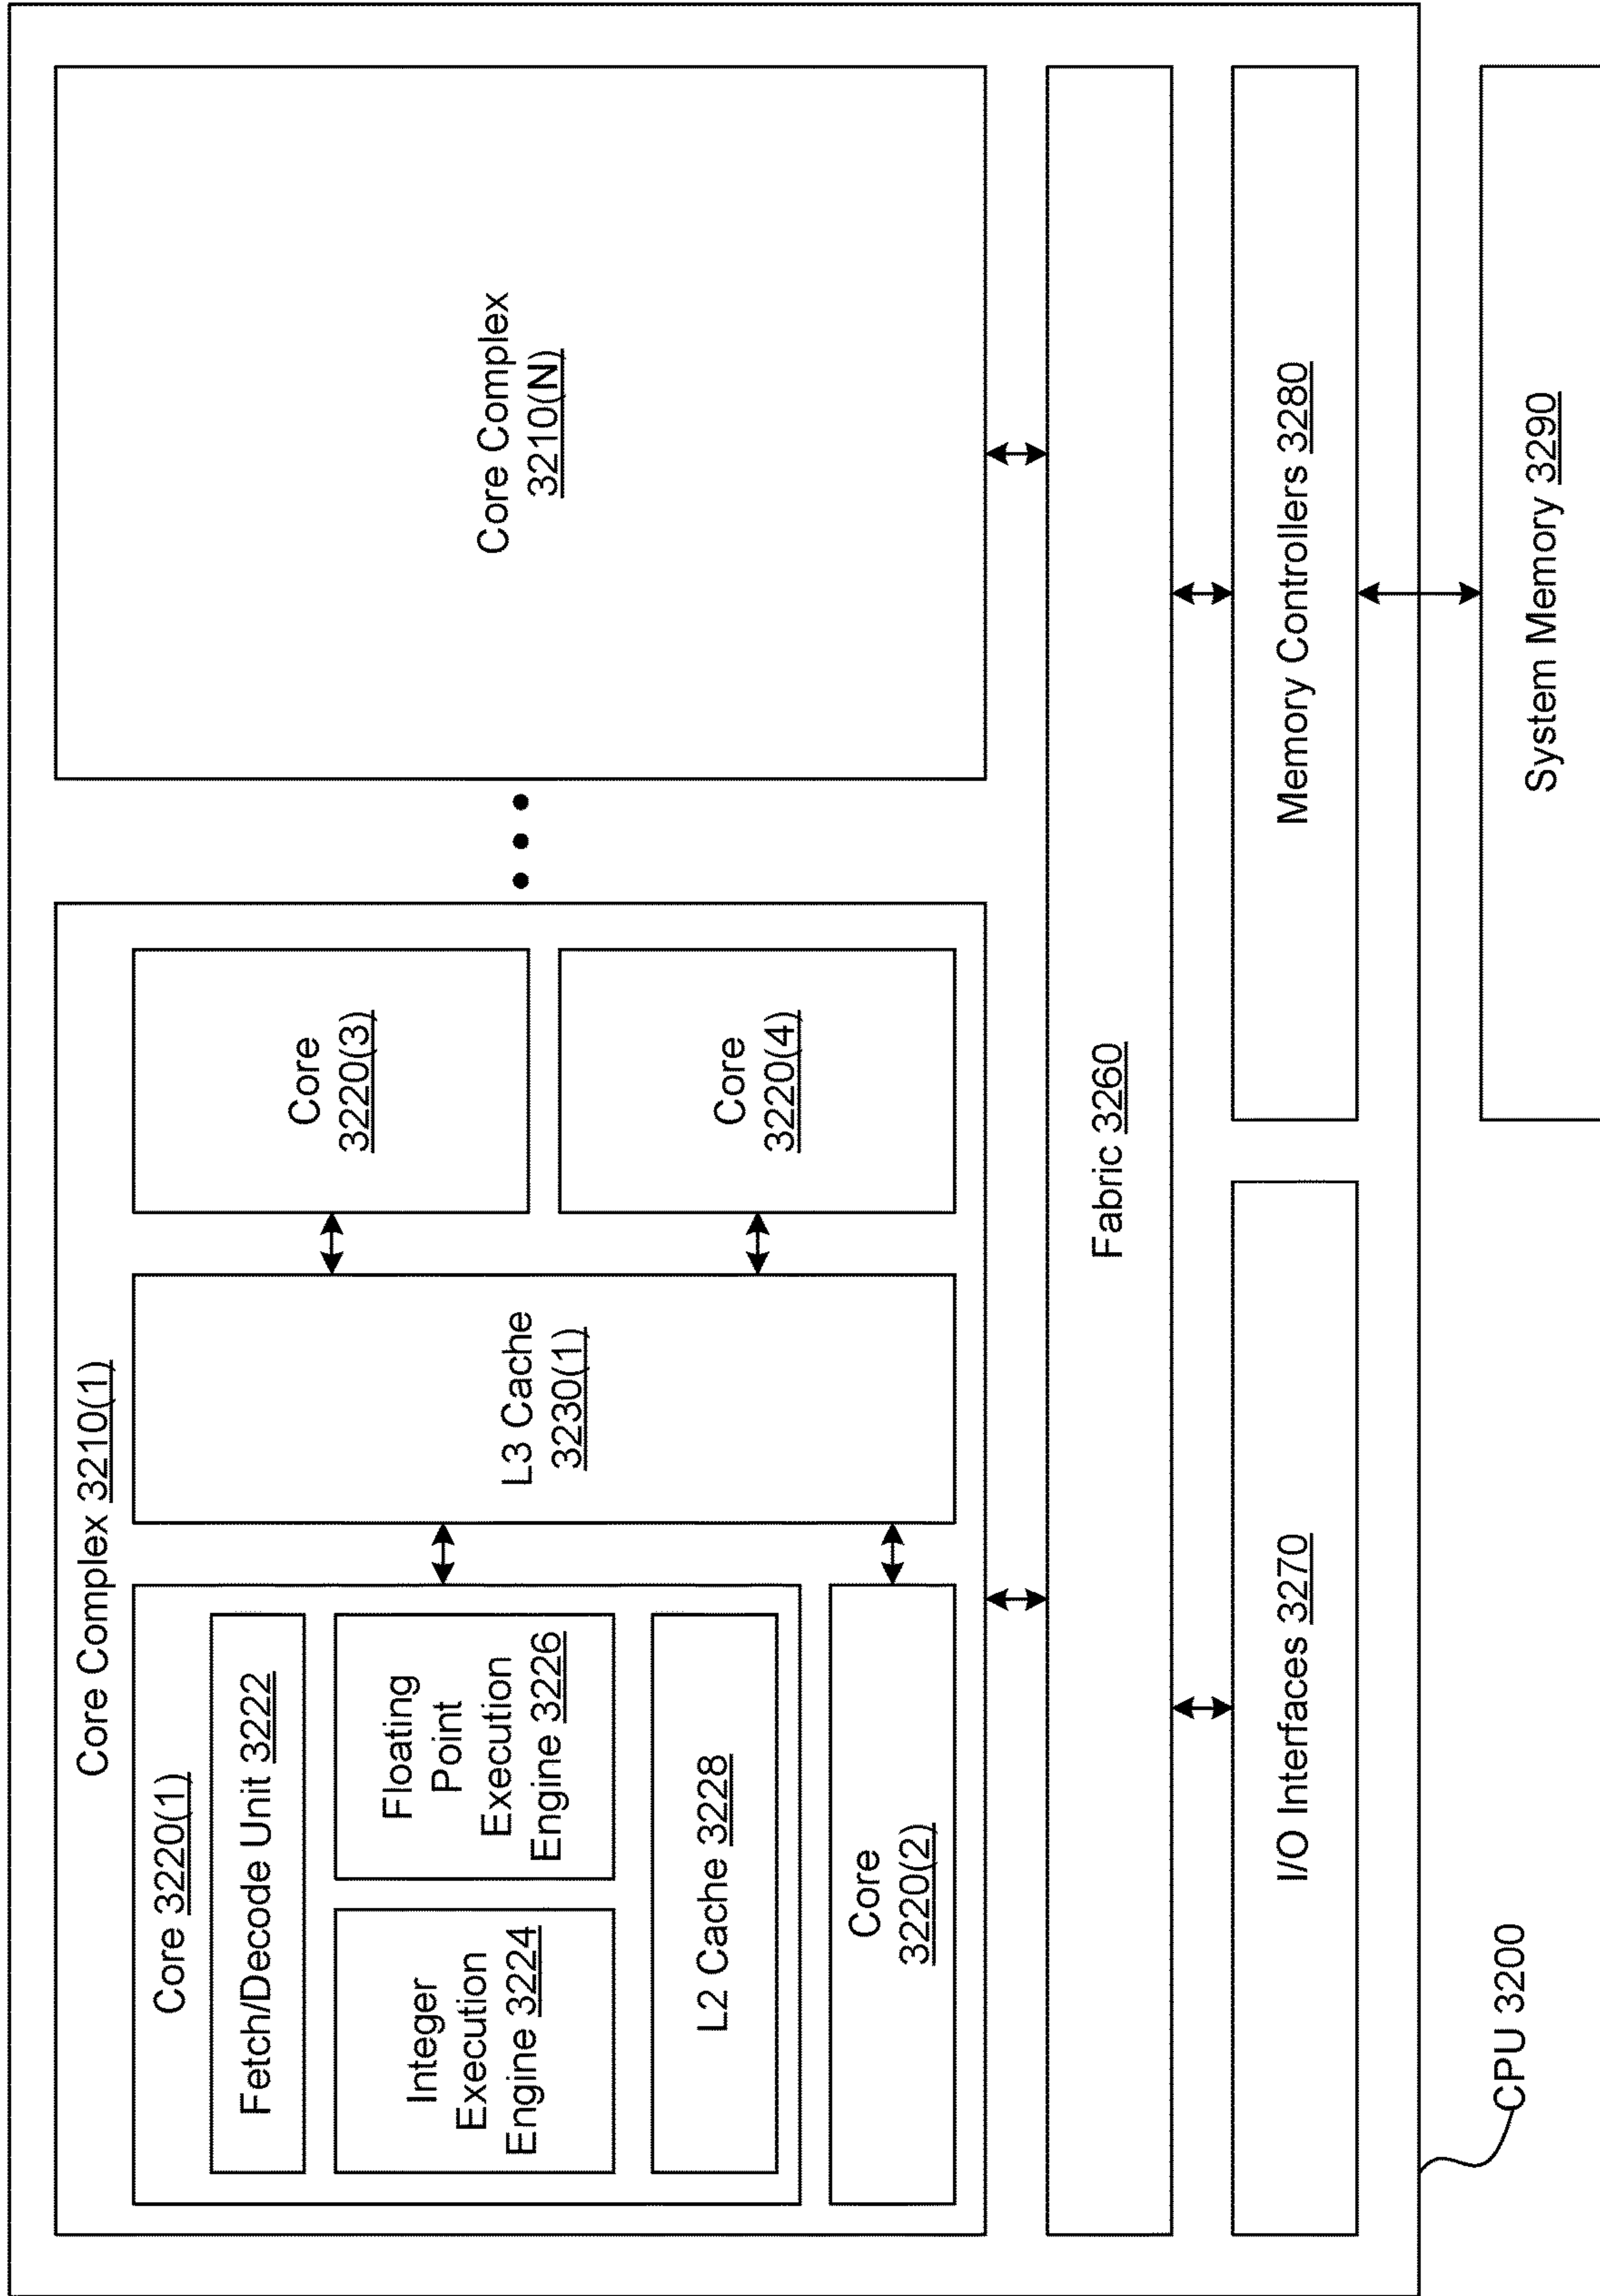 Core Complex 3210(1)
Core 3220(1)
Fetch/Decode Unit 3222
Integer
Execution
Engine 3224
Floating
Point
Execution
Engine 3226
L2 Cache 3228
Core
3220(2)
L3 Cache
3230(1)
Core
3220(3)
Core
3220(4)
Core Complex
3210(N)
Fabric 3260
I/O Interfaces 3270
Memory Controllers 3280
System Memory 3290
CPU 3200